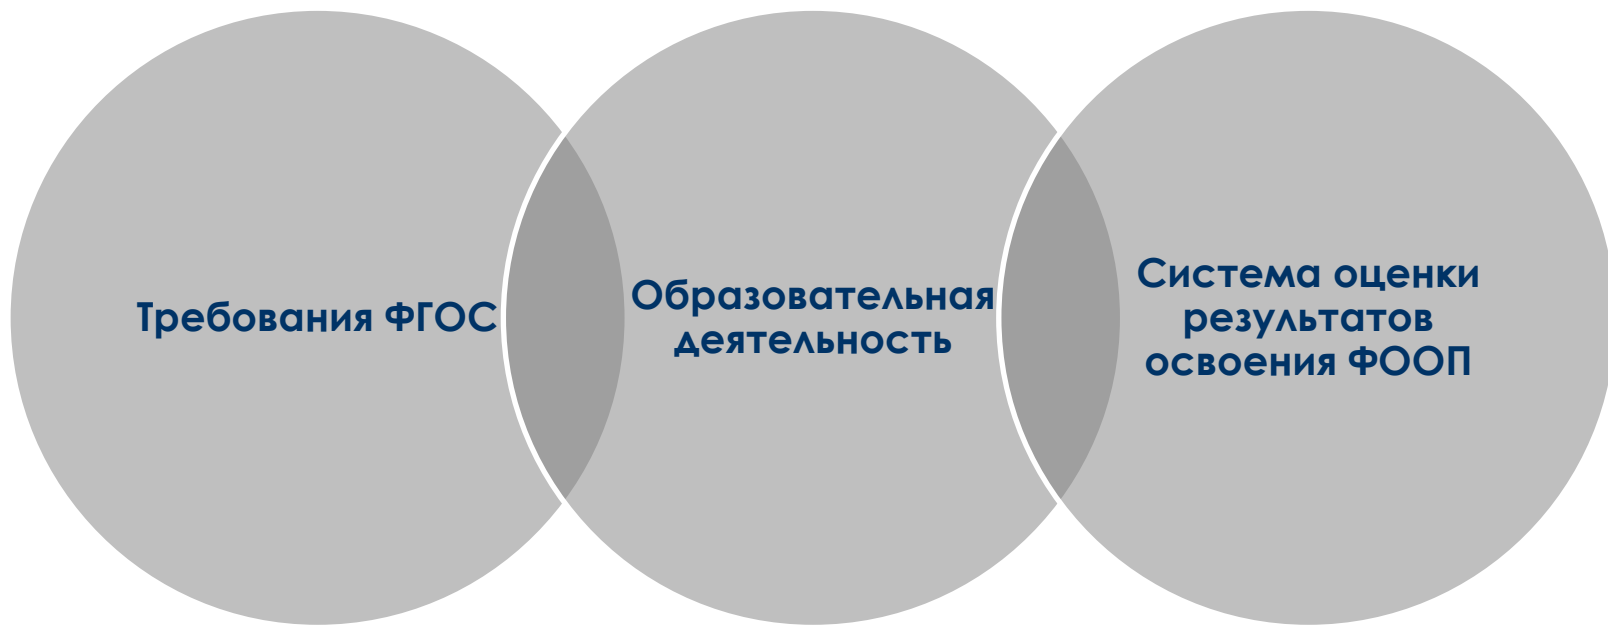 Требования ФГОС
Образовательная
деятельность
Система оценки
результатов
освоения ФООП